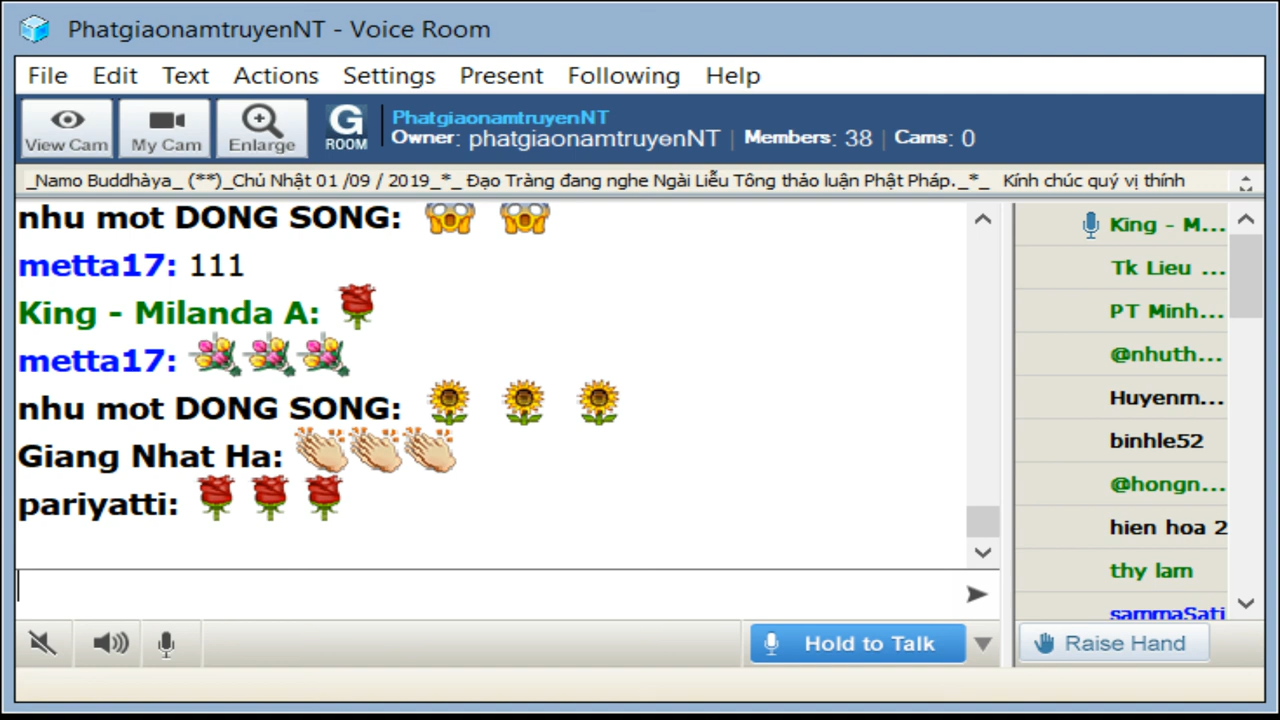 PhatgiaonamtruyenNT - Voice Room
File Edit Text Actions Settings Present Following Help
View Cam My Cam Enlarge G ROOM
PhatgiaonamtruyenNT
Owner: phatgiaonamtruyenNT | Members: 38 | Cams: 0
_Namo Buddhàya_ (**)_Chủ Nhật 01 /09 / 2019_*_ Đạo Tràng đang nghe Ngài Liễu Tông thảo luận Phật Pháp._*_ Kính chúc quý vị thính
nhu mot DONG SONG:
metta17: 111
King - Milanda A:
metta17:
nhu mot DONG SONG:
Giang Nhat Ha:
pariyatti:
King - M...
Tk Lieu ...
PT Minh...
@nhuth...
Huyenm...
binhle52
@hongn...
hien hoa 2
thy lam
sammaSati
Hold to Talk
Raise Hand